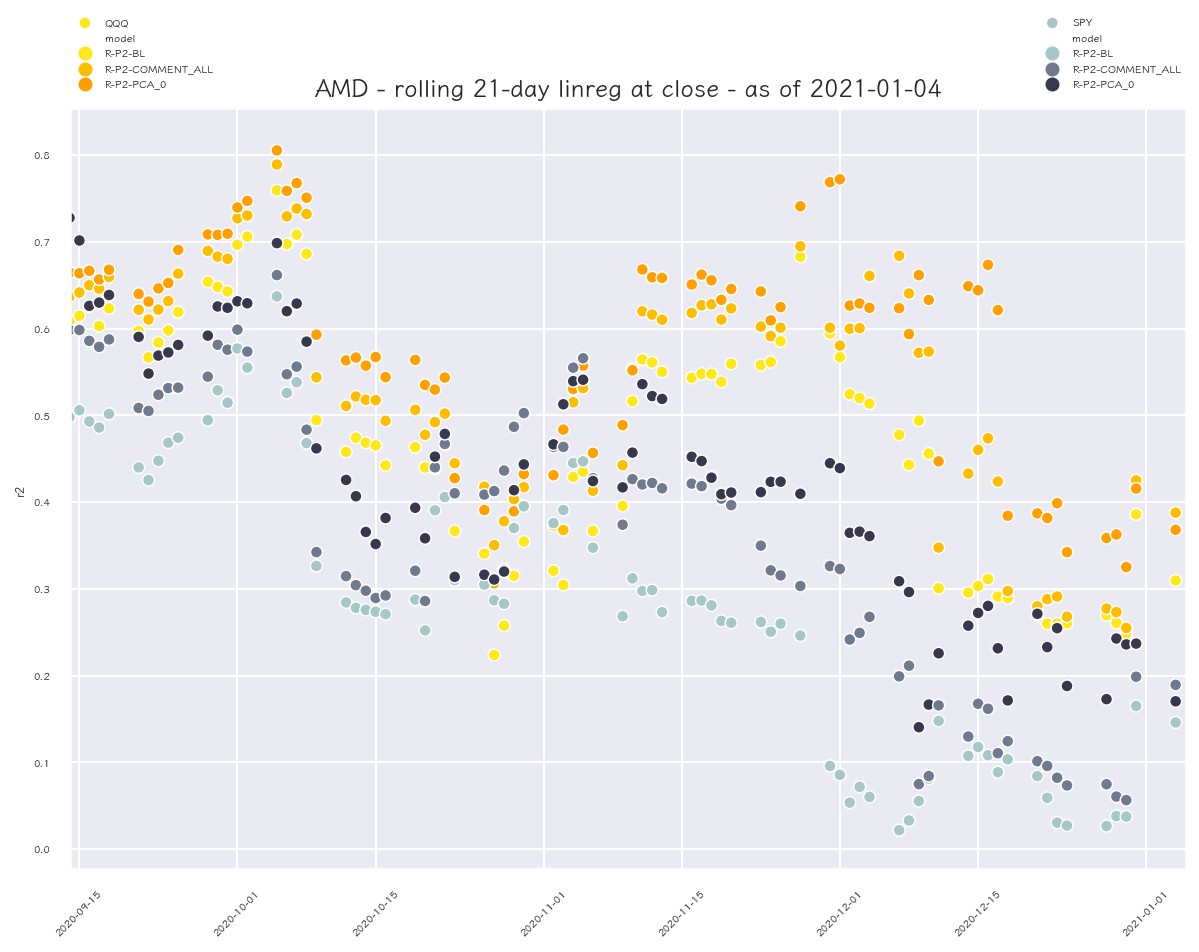 QQQ
model
R-P2-BL
R-P2-COMMENT_ALL
R-P2-PCA_0
SPY
model
R-P2-BL
R-P2-COMMENT_ALL
R-P2-PCA_0
AMD - rolling 21-day linreg at close - as of 2021-01-04
r2
0.8
0.7
0.6
0.5
0.4
0.3
0.2
0.1
0.0
2020-09-15
2020-10-01
2020-10-15
2020-11-01
2020-11-15
2020-12-01
2020-12-15
2021-01-01